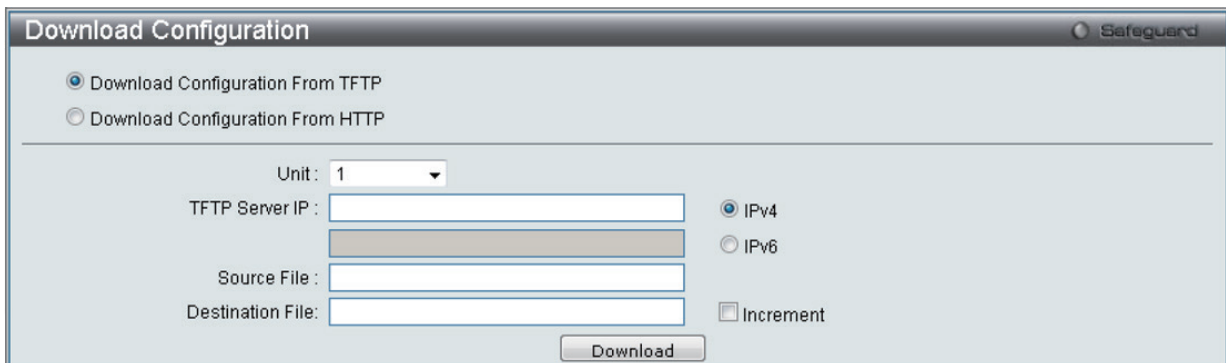 Download Configuration
Safeguard
Download Configuration From TFTP
Download Configuration From HTTP
Unit : 1
TFTP Server IP :
IPv4
IPv6
Source File :
Destination File:
Increment
Download